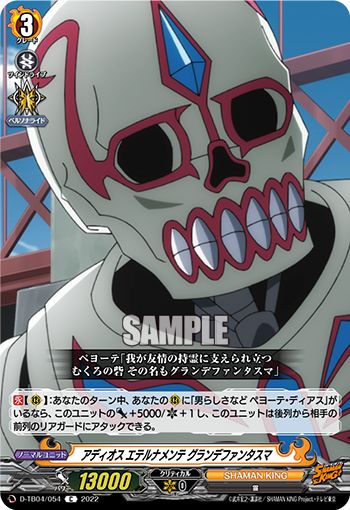 3
グレード
ツインドライブ
ペルソナライド
SAMPLE
ペヨーテ「我が友情の持霊に支えられ立つ
むくろの砦 その名もグランデファンタスマ」
永【R】:あなたのターン中、あなたの【R】に「男らしさなど ペヨーテ・ディアス」が
いるなら、このユニットの+5000/+1し、このユニットは後列から相手の
前列のリアガードにアタックできる。
ノーマルユニット
アディオス エテルナメンテ グランデファンタスマ
SHAMAN KING
パワー 13000
クリティカル
0
SHAMAN KING
D-TB04/054 C 2022
©武井宏之・講談社/SHAMAN KING Project.・テレビ東京